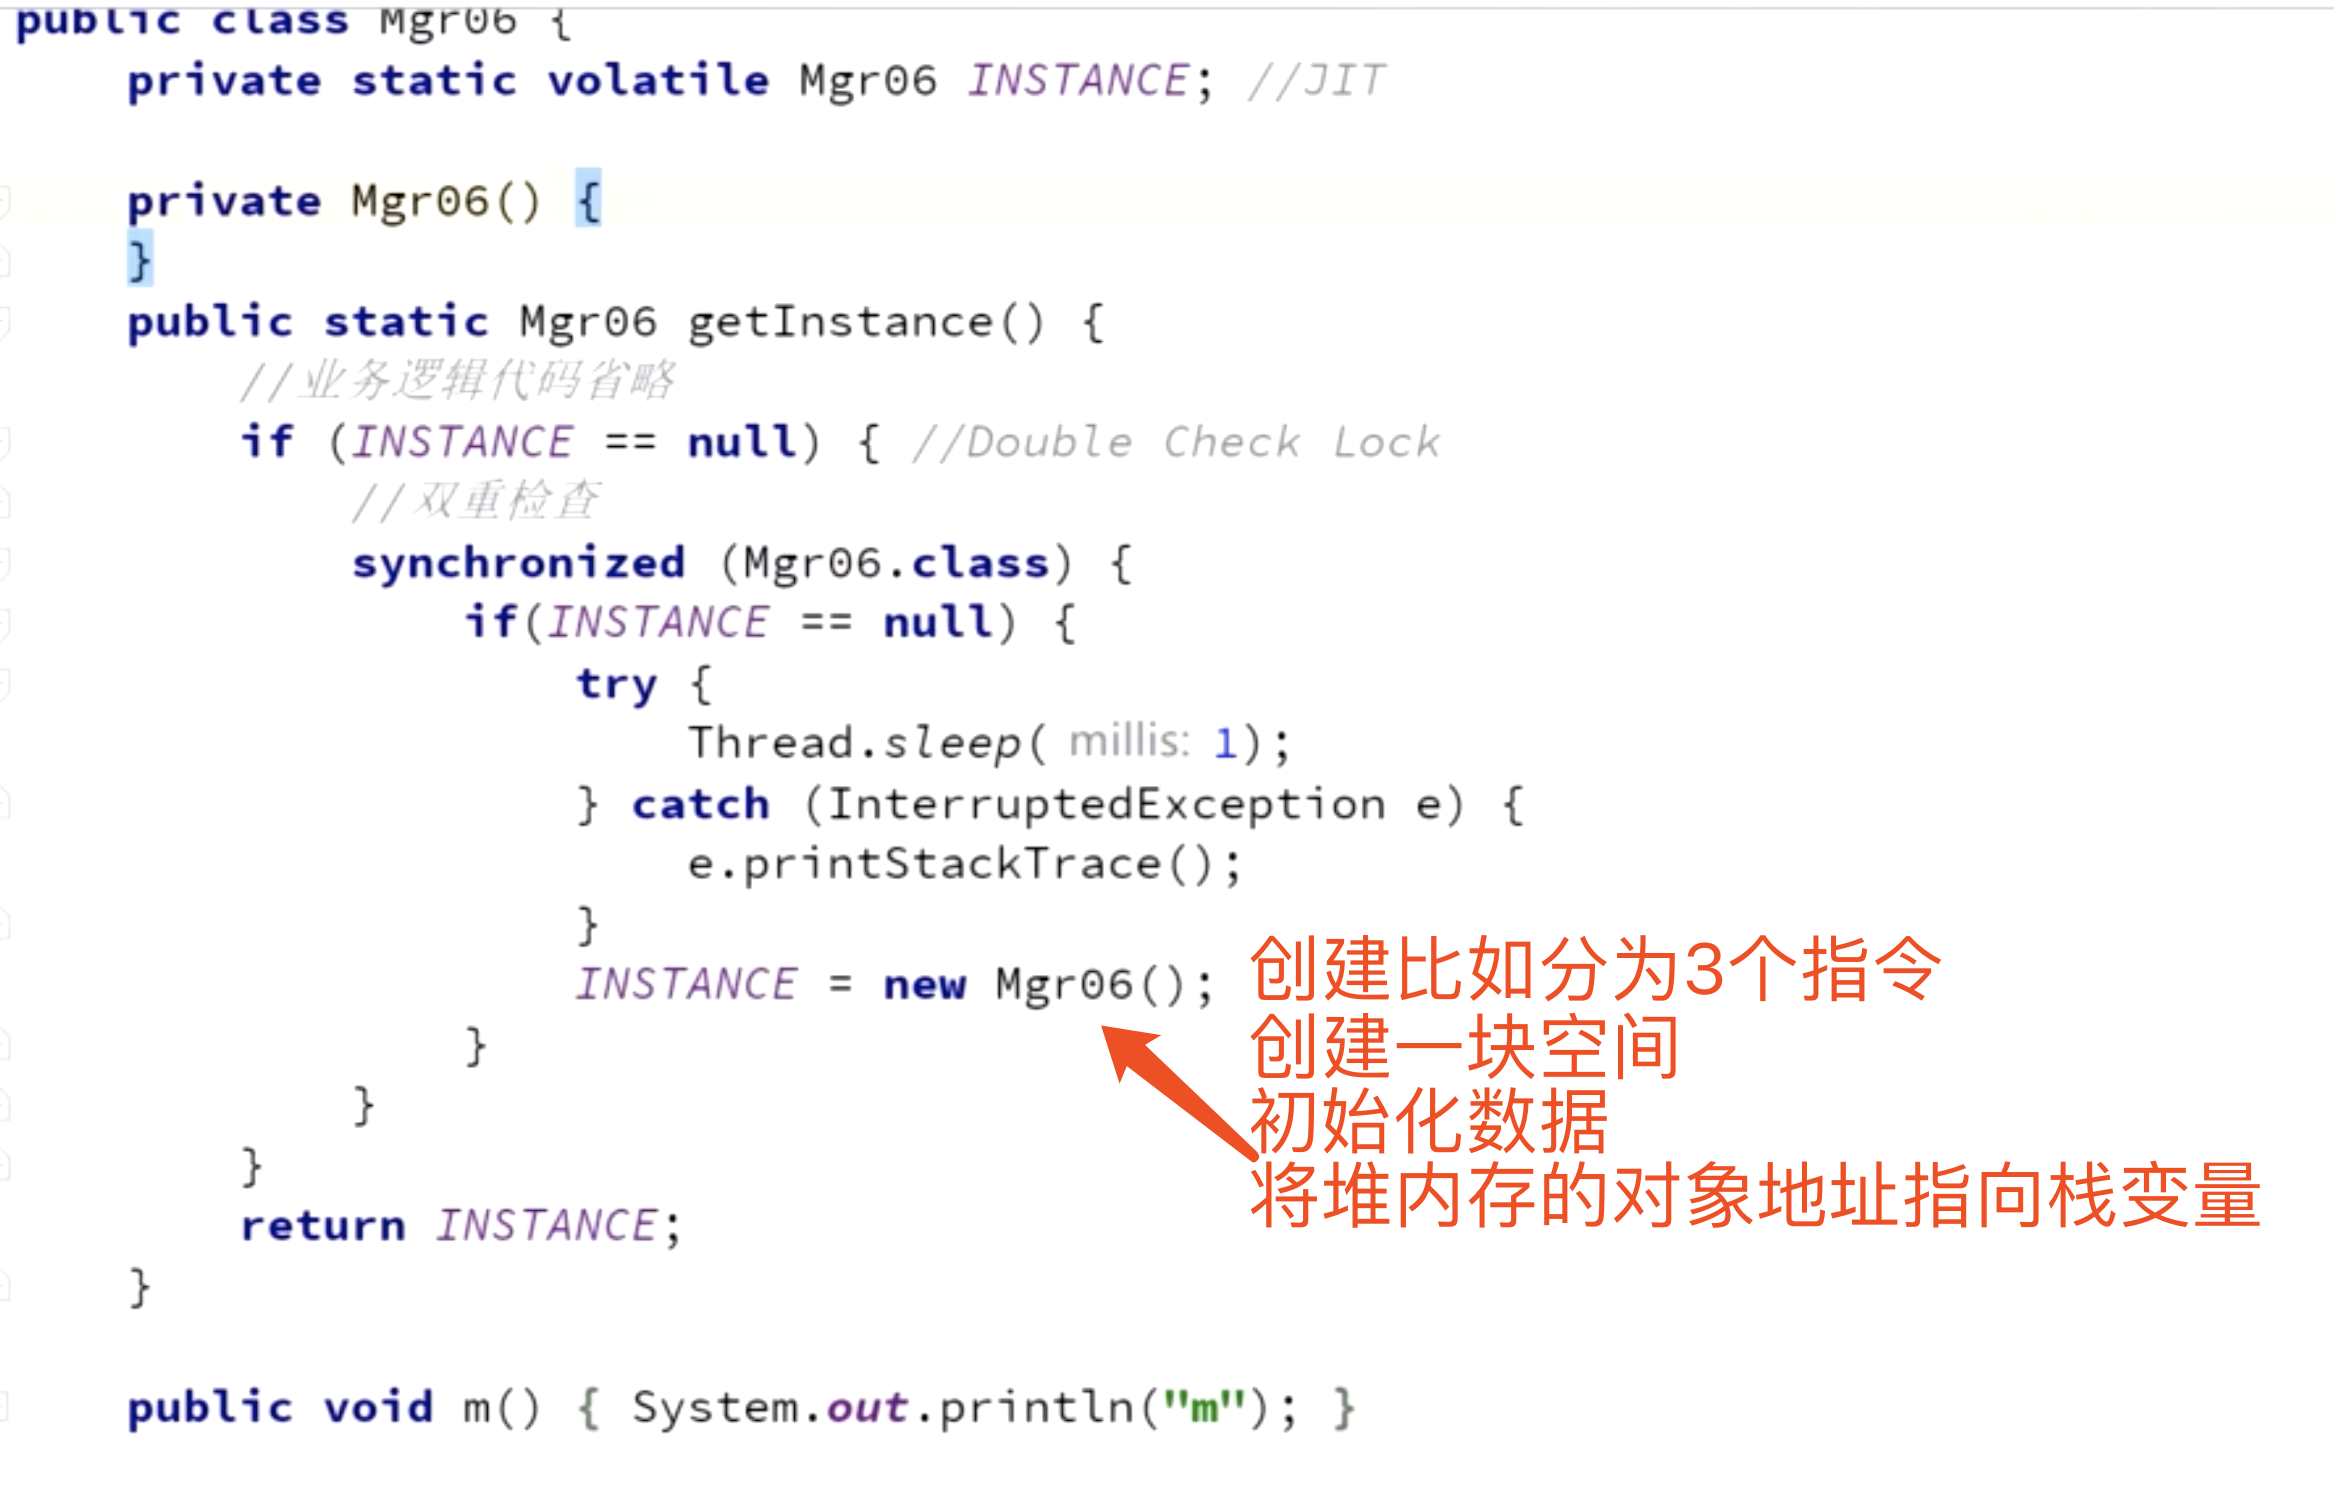 public class Mgr06 {
private static volatile Mgr06 INSTANCE; //JIT
private Mgr06() {
}
public static Mgr06 getInstance() {
//业务逻辑代码省略
if (INSTANCE == null) { //Double Check Lock
//双重检查
synchronized (Mgr06.class) {
if(INSTANCE == null) {
try {
Thread.sleep( millis: 1);
} catch (InterruptedException e) {
e.printStackTrace();
}
INSTANCE = new Mgr06(); 创建比如分为3个指令
创建一块空间
}
初始化数据
}
将堆内存的对象地址指向栈变量
}
return INSTANCE;
}
public void m() { System.out.println("m"); }